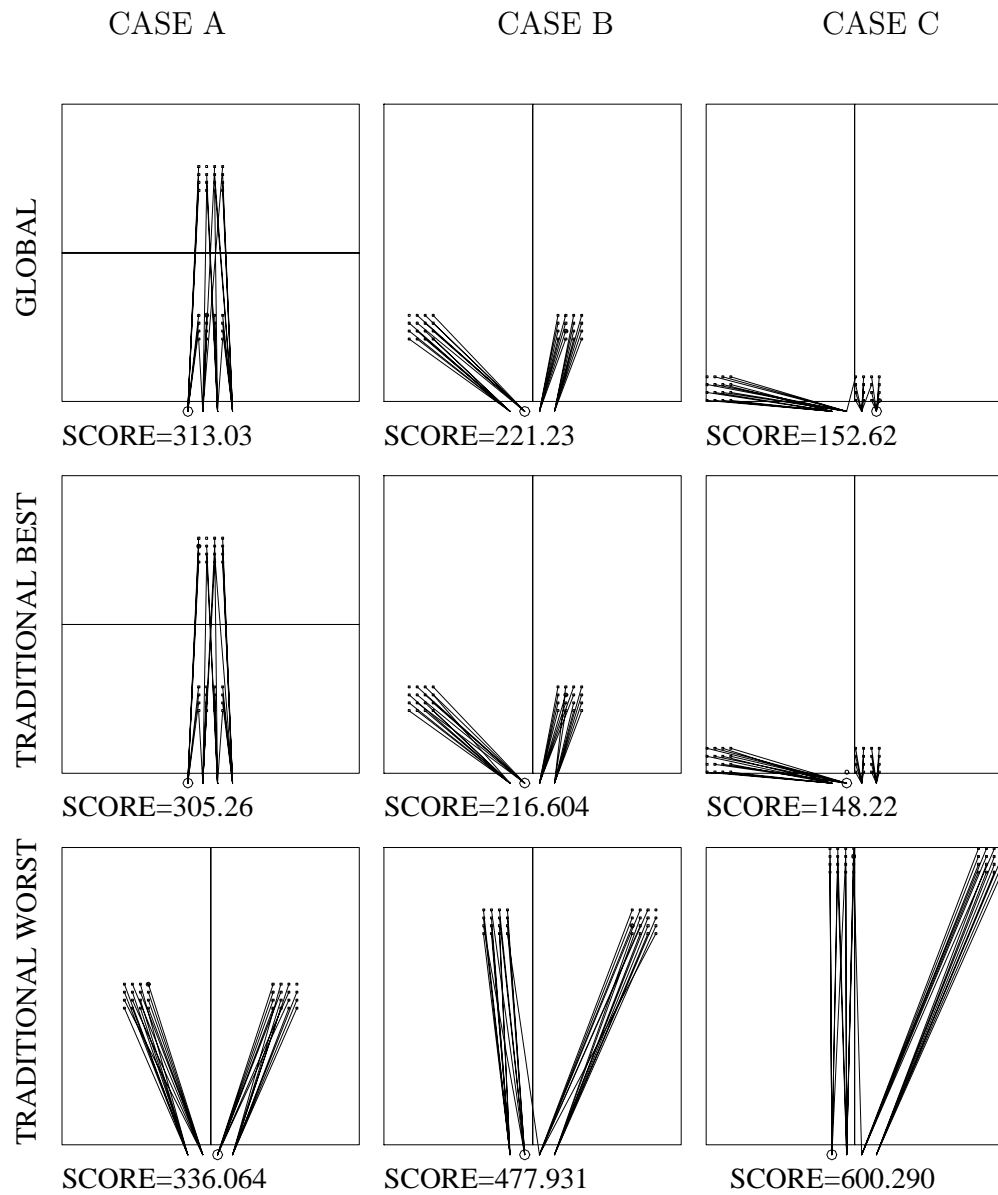 CASE A
CASE B
CASE C
GLOBAL
SCORE=313.03
SCORE=221.23
SCORE=152.62
TRADITIONAL BEST
SCORE=305.26
SCORE=216.604
SCORE=148.22
TRADITIONAL WORST
SCORE=336.064
SCORE=477.931
SCORE=600.290